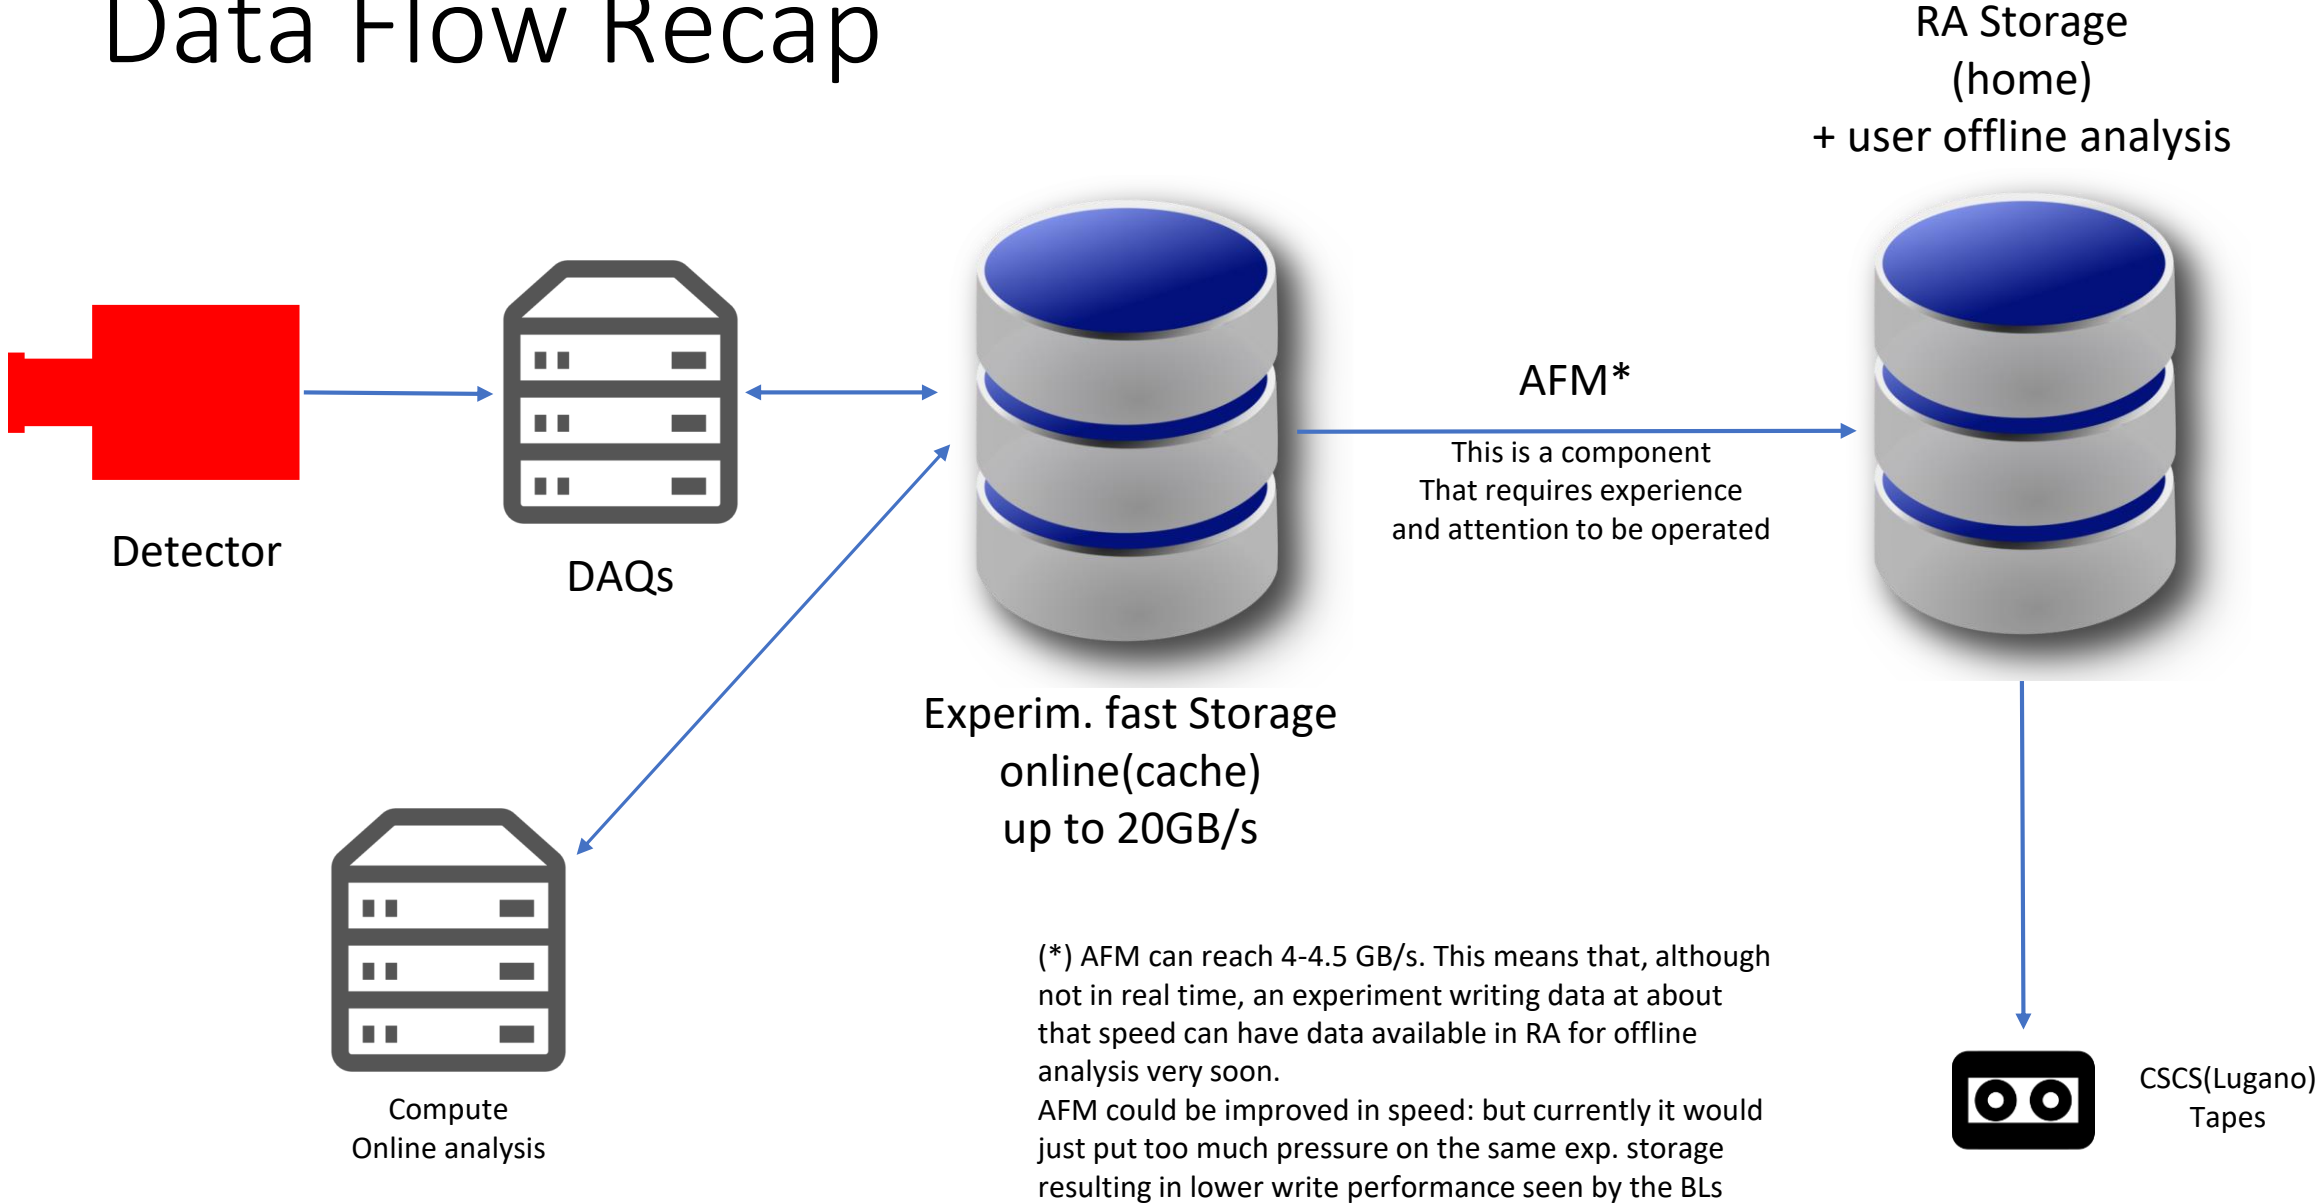 Data Flow Recap
RA Storage
(home)
+ user offline analysis
AFM*
This is a component
That requires experience
and attention to be operated
Detector
DAQs
Experim. fast Storage
online(cache)
up to 20GB/s
Compute
Online analysis
(*) AFM can reach 4-4.5 GB/s. This means that, although
not in real time, an experiment writing data at about
that speed can have data available in RA for offline
analysis very soon.
AFM could be improved in speed: but currently it would
just put too much pressure on the same exp. storage
resulting in lower write performance seen by the BLs
CSCS(Lugano)
Tapes